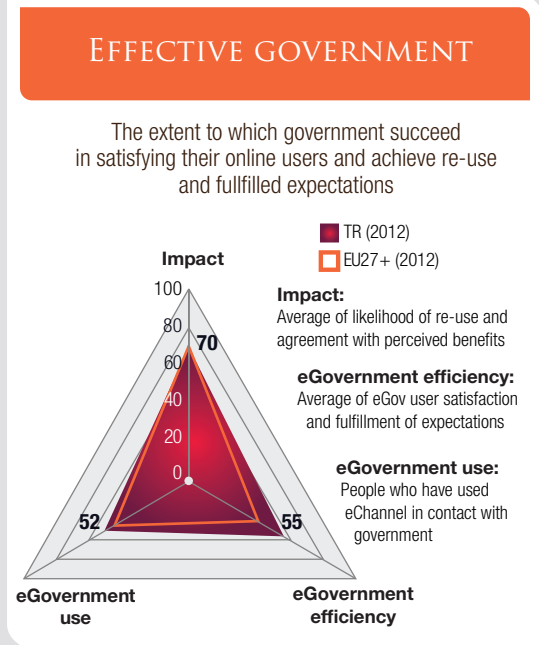 EFFECTIVE GOVERNMENT
The extent to which government succeed
in satisfying their online users and achieve re-use
and fullfilled expectations
TR (2012)
EU27+ (2012)
Impact
100
80
70
60
40
20
0
52
55
eGovernment
use
eGovernment
efficiency
Impact:
Average of likelihood of re-use and
agreement with perceived benefits
eGovernment efficiency:
Average of eGov user satisfaction
and fulfillment of expectations
eGovernment use:
People who have used
eChannel in contact with
government